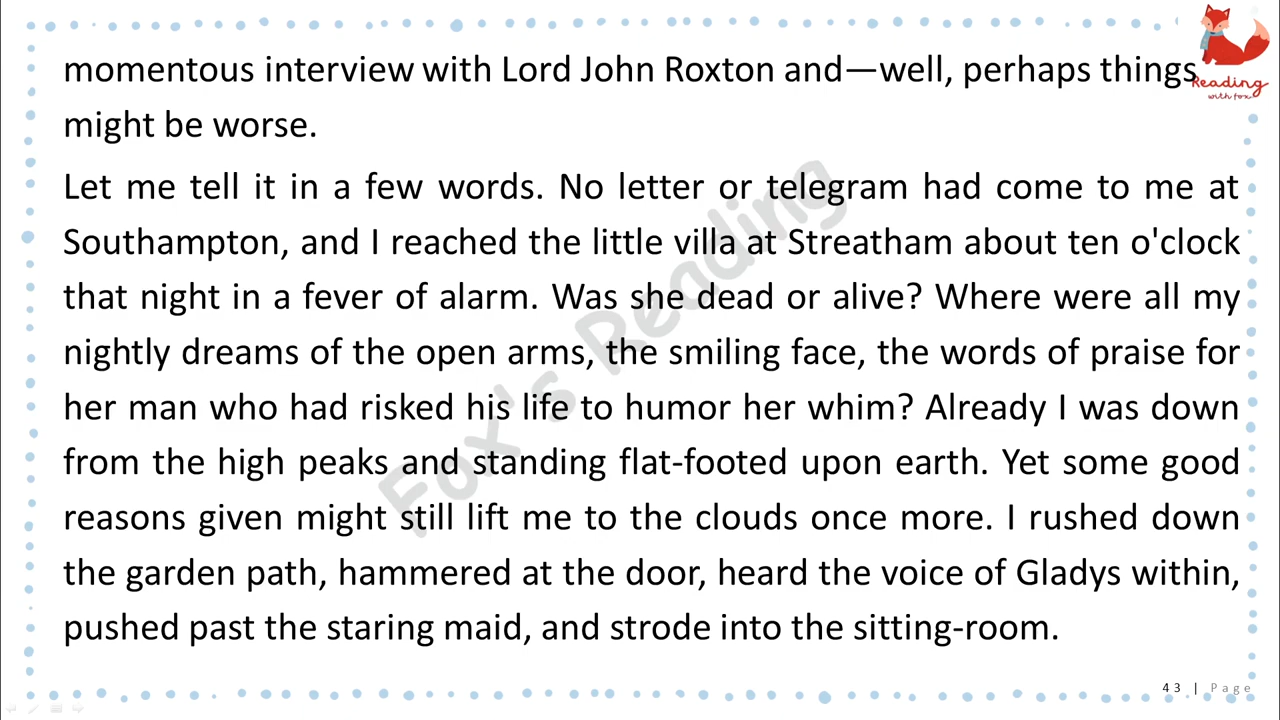 momentous interview with Lord John Roxton and—well, perhaps things
might be worse.
Let me tell it in a few words. No letter or telegram had come to me at
Southampton, and I reached the little villa at Streatham about ten o'clock
that night in a fever of alarm. Was she dead or alive? Where were all my
nightly dreams of the open arms, the smiling face, the words of praise for
her man who had risked his life to humor her whim? Already I was down
from the high peaks and standing flat-footed upon earth. Yet some good
reasons given might still lift me to the clouds once more. I rushed down
the garden path, hammered at the door, heard the voice of Gladys within,
pushed past the staring maid, and strode into the sitting-room.
Reading
with fox
Fox's Reading
43 | Page